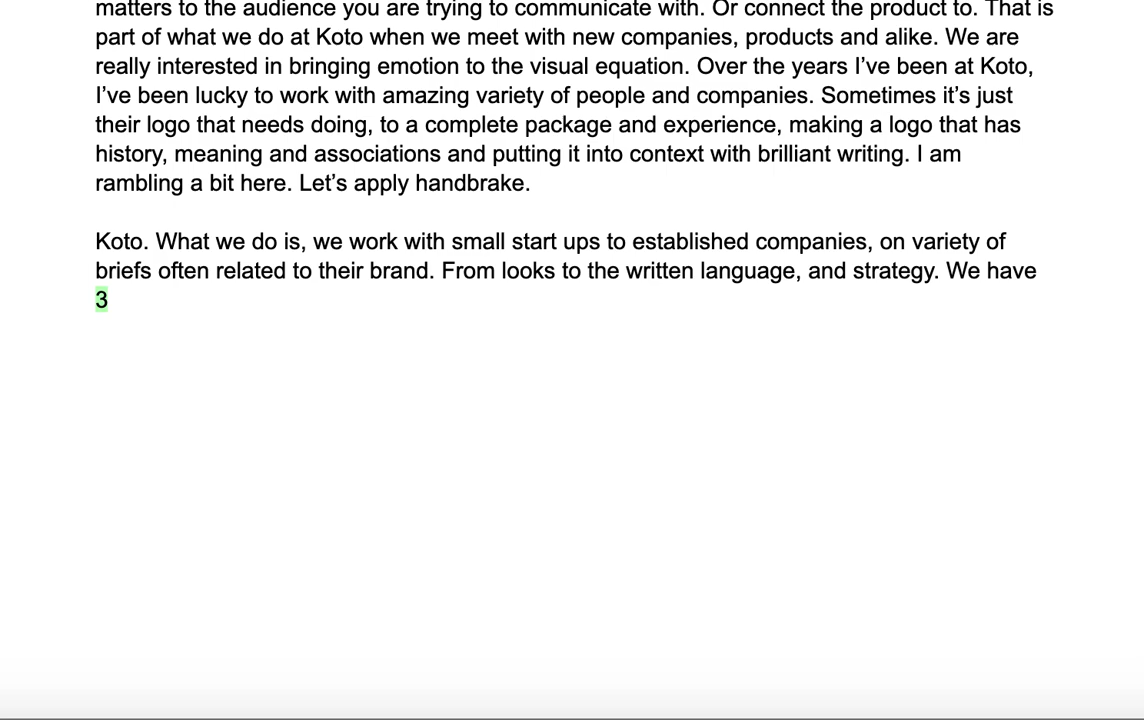 matters to the audience you are trying to communicate with. Or connect the product to. That is
part of what we do at Koto when we meet with new companies, products and alike. We are
really interested in bringing emotion to the visual equation. Over the years I’ve been at Koto,
I’ve been lucky to work with amazing variety of people and companies. Sometimes it’s just
their logo that needs doing, to a complete package and experience, making a logo that has
history, meaning and associations and putting it into context with brilliant writing. I am
rambling a bit here. Let’s apply handbrake.
Koto. What we do is, we work with small start ups to established companies, on variety of
briefs often related to their brand. From looks to the written language, and strategy. We have
3